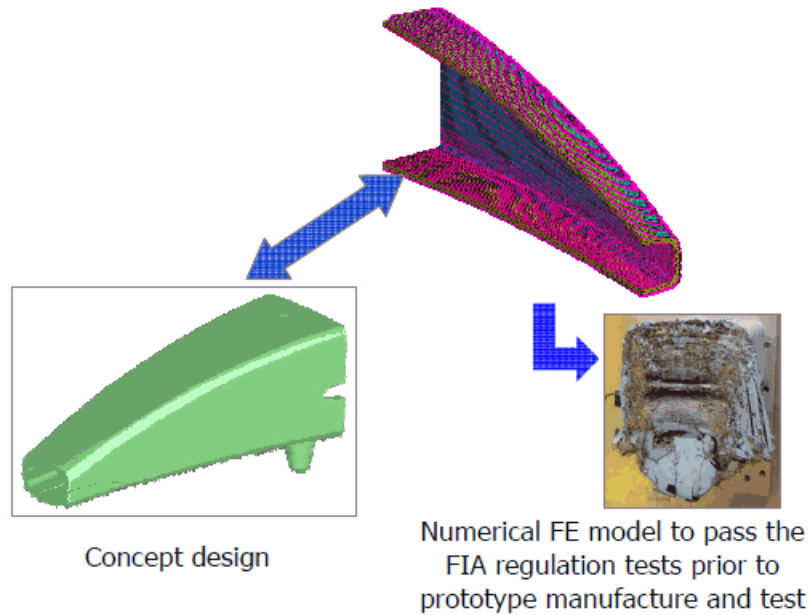 Concept design
Numerical FE model to pass the
FIA regulation tests prior to
prototype manufacture and test